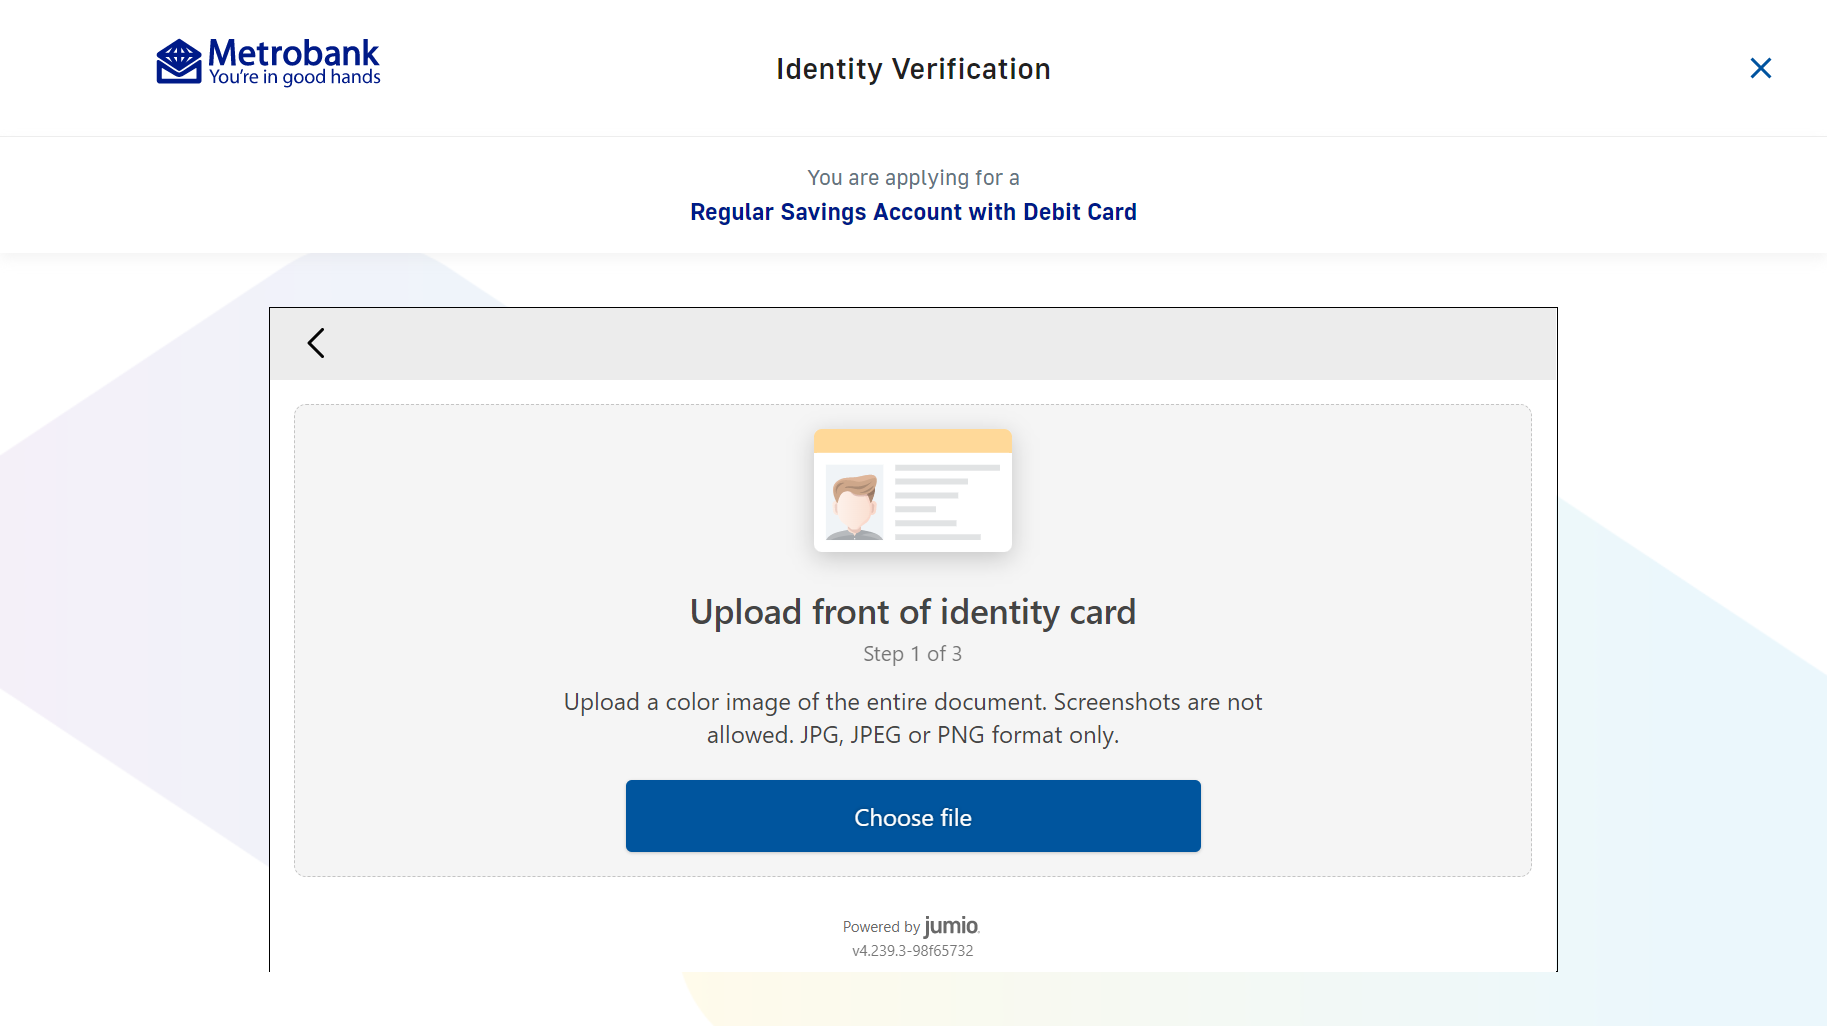 Metrobank
You're in good hands
Identity Verification
You are applying for a
Regular Savings Account with Debit Card
Upload front of identity card
Step 1 of 3
Upload a color image of the entire document. Screenshots are not
allowed. JPG, JPEG or PNG format only.
Choose file
Powered by jumio.
v4.239.3-98f65732